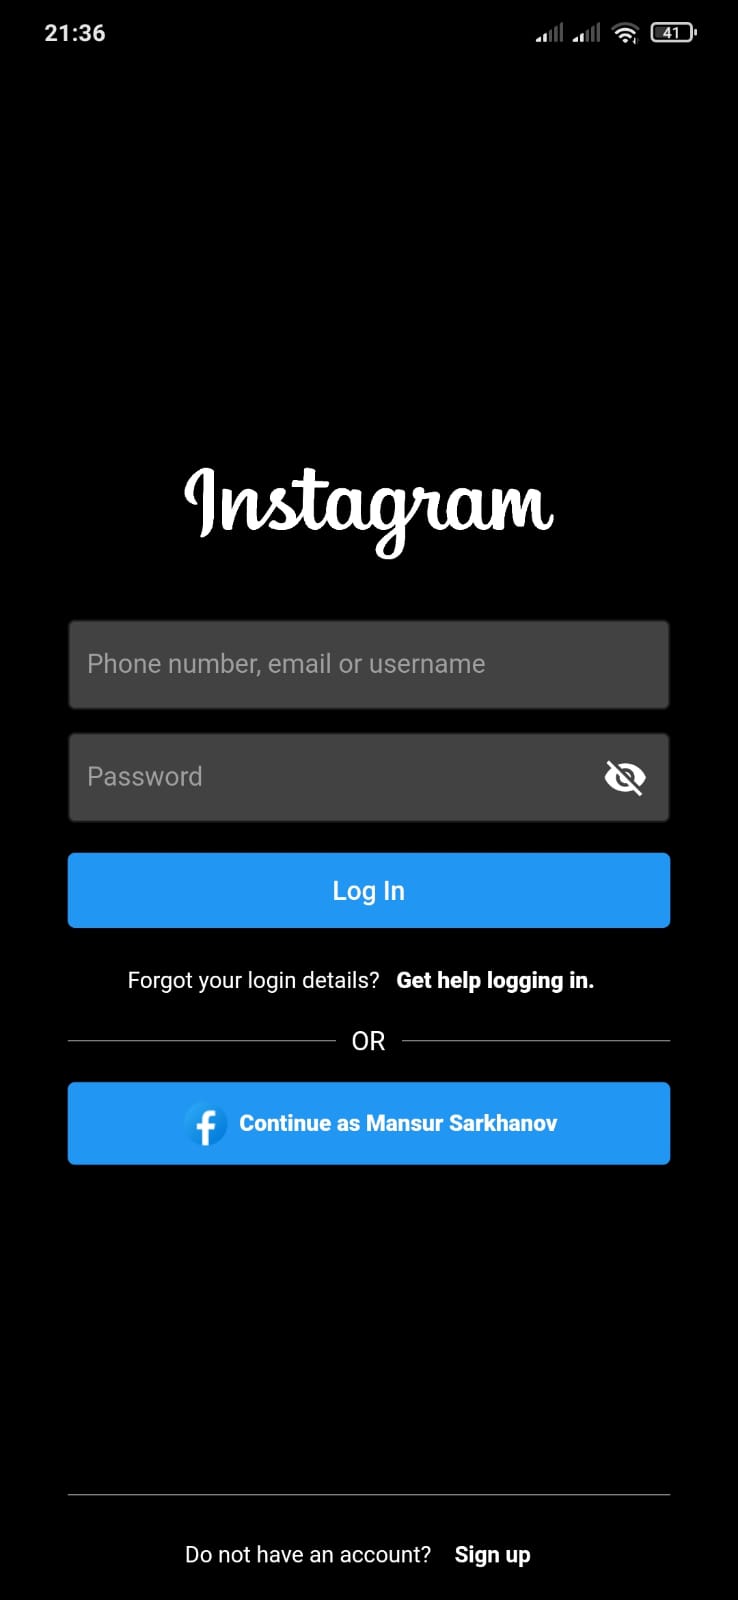 21:36
41
Instagram
Phone number, email or username
Password
Log In
Forgot your login details? Get help logging in.
OR
f Continue as Mansur Sarkhanov
Do not have an account? Sign up